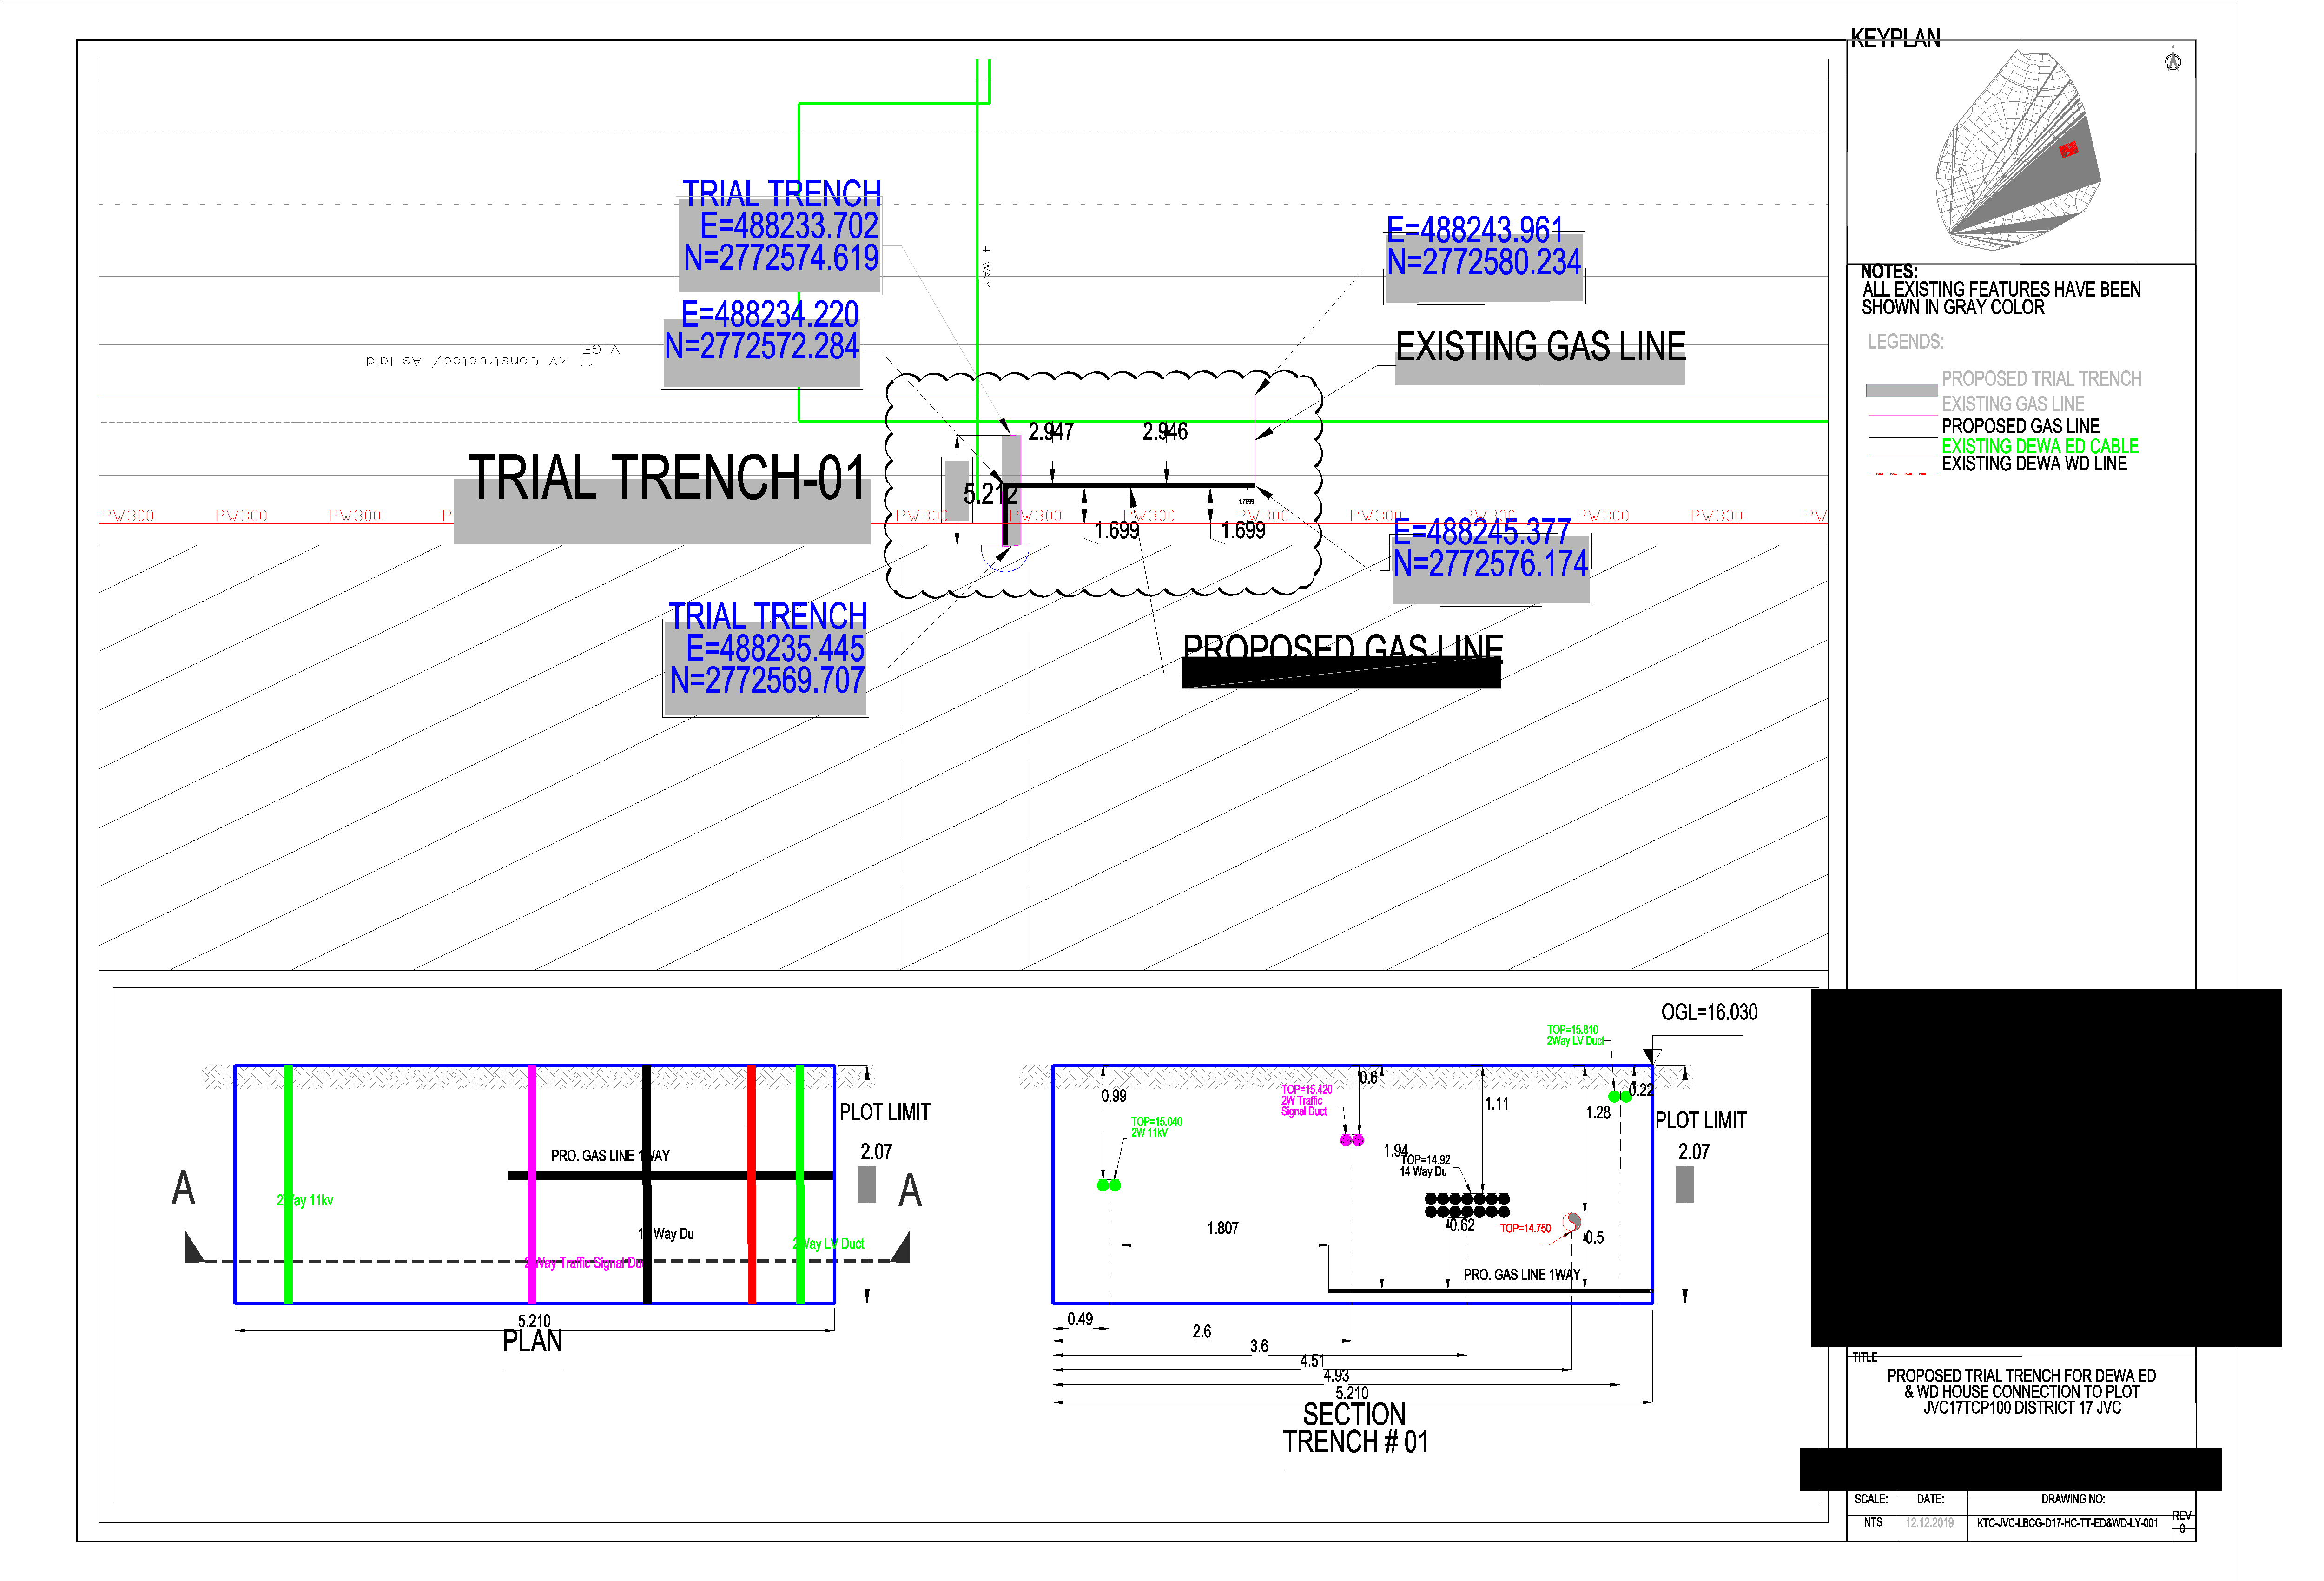 KEYPLAN
NOTES:
ALL EXISTING FEATURES HAVE BEEN
SHOWN IN GRAY COLOR
LEGENDS:
PROPOSED TRIAL TRENCH
EXISTING GAS LINE
PROPOSED GAS LINE
EXISTING DEWA ED CABLE
EXISTING DEWA WD LINE
TRIAL TRENCH
E=488233.702
N=2772574.619
E=488234.220
N=2772572.284
4 WAY
VLGE
11 kV Constructed/ As laid
E=488243.961
N=2772580.234
EXISTING GAS LINE
TRIAL TRENCH-01
2.947
2.946
5.212
1.7999
1.699
1.699
PW300
PW300
PW300
P
PW300
PW300
PW300
PW300
PW300
PW300
PW300
PW300
PW
E=488245.377
N=2772576.174
TRIAL TRENCH
E=488235.445
N=2772569.707
PROPOSED GAS LINE
PLOT LIMIT
2.07
PRO. GAS LINE 1WAY
A
A
2Way 11kv
Way Du
2Way LV Duct
2Way Traffic Signal Du
5.210
PLAN
OGL=16.030
TOP=15.810
2Way LV Duct
0.6
0.22
0.99
TOP=15.420
2W Traffic
Signal Duct
1.11
1.28
PLOT LIMIT
2.07
TOP=15.040
2W 11kV
1.94
TOP=14.92
14 Way Du
1.807
0.62
TOP=14.750
0.5
PRO. GAS LINE 1WAY
0.49
2.6
3.6
4.51
4.93
5.210
SECTION
TRENCH # 01
TITLE
PROPOSED TRIAL TRENCH FOR DEWA ED
& WD HOUSE CONNECTION TO PLOT
JVC17TCP100 DISTRICT 17 JVC
SCALE:
DATE:
DRAWING NO:
NTS
12.12.2019
KTC-JVC-LBCG-D17-HC-TT-ED&WD-LY-001
REV
0